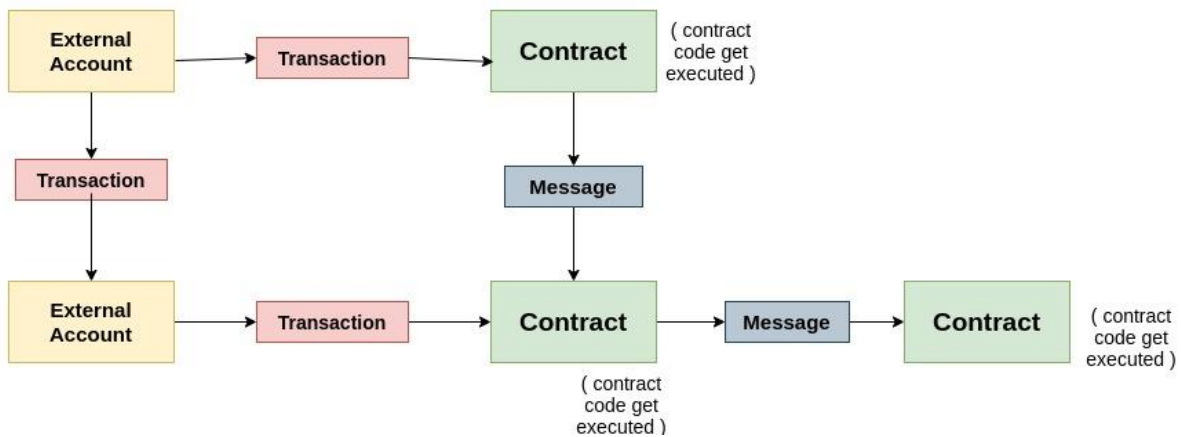 External
Account
Transaction
Contract
( contract
code get
executed )
Transaction
Message
External
Account
Transaction
Contract
Message
Contract
( contract
code get
executed )
( contract
code get
executed )